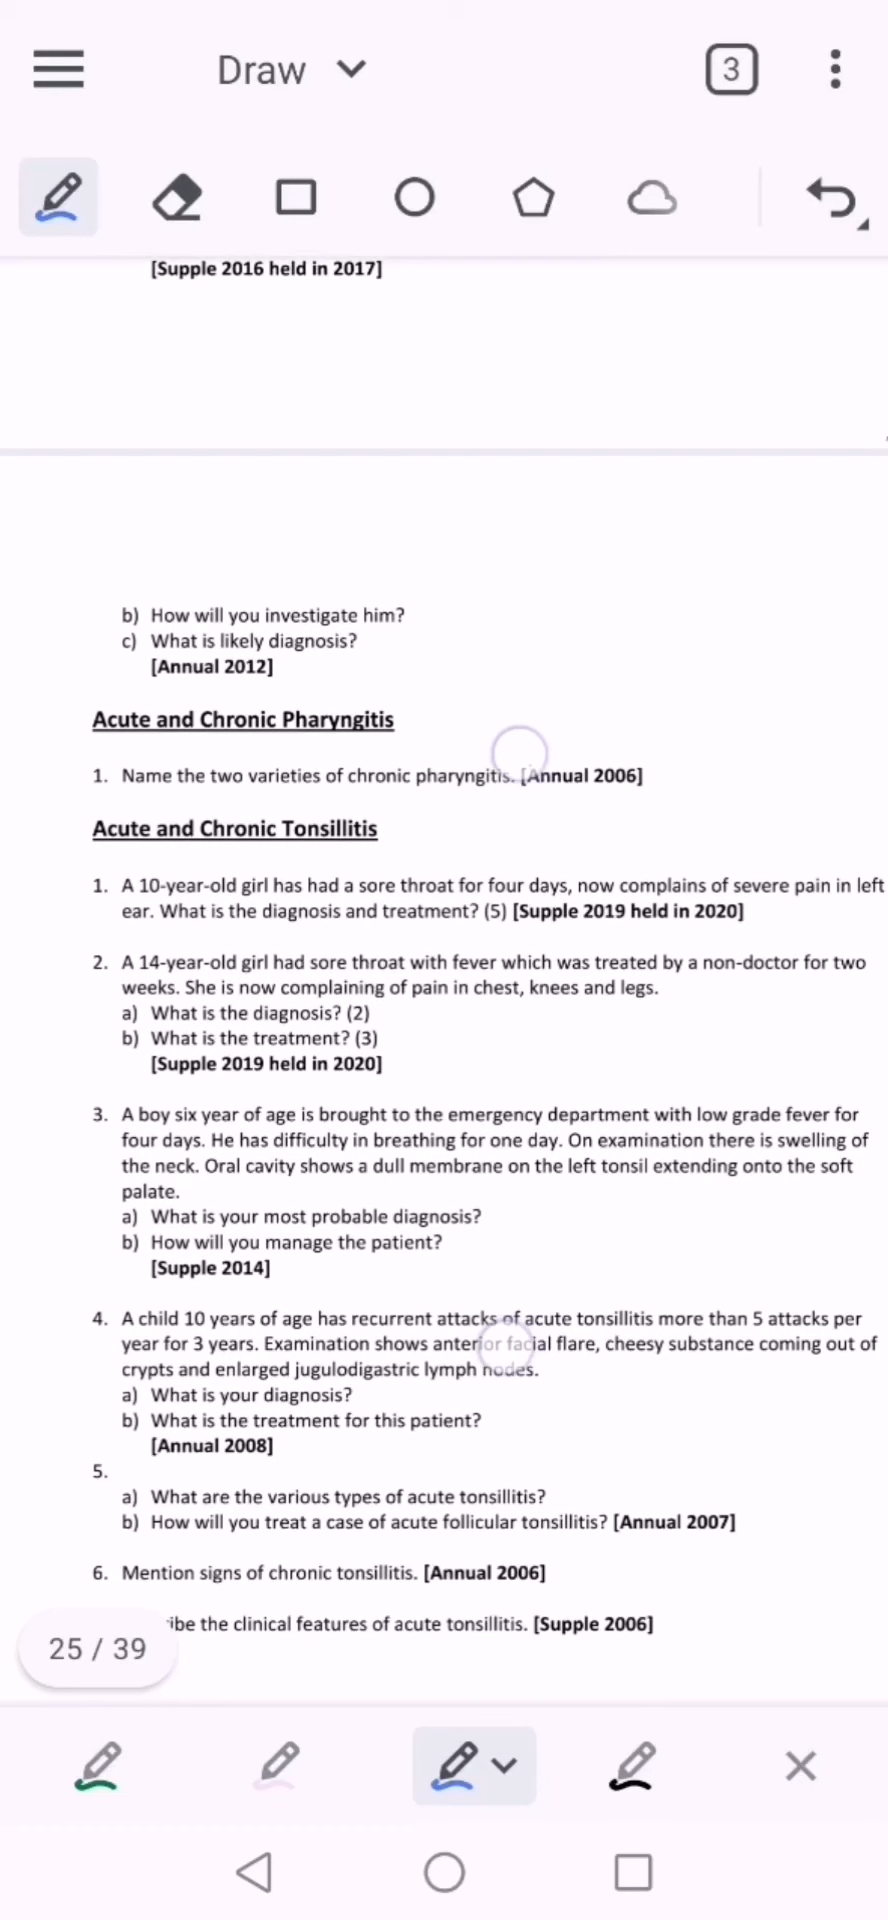 Draw
3
[Supple 2016 held in 2017]
b) How will you investigate him?
c) What is likely diagnosis?
[Annual 2012]
Acute and Chronic Pharyngitis
1. Name the two varieties of chronic pharyngitis. [Annual 2006]
Acute and Chronic Tonsillitis
1. A 10-year-old girl has had a sore throat for four days, now complains of severe pain in left
ear. What is the diagnosis and treatment? (5) [Supple 2019 held in 2020]
2. A 14-year-old girl had sore throat with fever which was treated by a non-doctor for two
weeks. She is now complaining of pain in chest, knees and legs.
a) What is the diagnosis? (2)
b) What is the treatment? (3)
[Supple 2019 held in 2020]
3. A boy six year of age is brought to the emergency department with low grade fever for
four days. He has difficulty in breathing for one day. On examination there is swelling of
the neck. Oral cavity shows a dull membrane on the left tonsil extending onto the soft
palate.
a) What is your most probable diagnosis?
b) How will you manage the patient?
[Supple 2014]
4. A child 10 years of age has recurrent attacks of acute tonsillitis more than 5 attacks per
year for 3 years. Examination shows anterior facial flare, cheesy substance coming out of
crypts and enlarged jugulodigastric lymph nodes.
a) What is your diagnosis?
b) What is the treatment for this patient?
[Annual 2008]
5.
a) What are the various types of acute tonsillitis?
b) How will you treat a case of acute follicular tonsillitis? [Annual 2007]
6. Mention signs of chronic tonsillitis. [Annual 2006]
ibe the clinical features of acute tonsillitis. [Supple 2006]
25 / 39